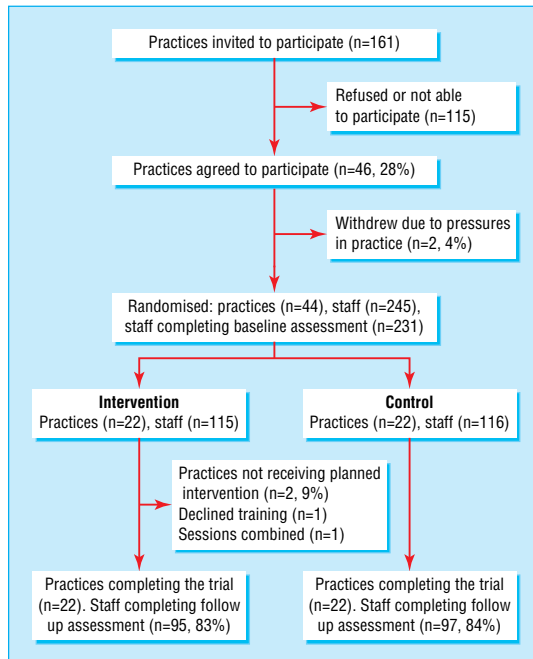 Practices invited to participate (n=161)
Refused or not able
to participate (n=115)
Practices agreed to participate (n=46, 28%)
Withdrew due to pressures
in practice (n=2, 4%)
Randomised: practices (n=44), staff (n=245),
staff completing baseline assessment (n=231)
Intervention
Practices (n=22), staff (n=115)
Control
Practices (n=22), staff (n=116)
Practices not receiving planned
intervention (n=2, 9%)
Declined training (n=1)
Sessions combined (n=1)
Practices completing the trial
(n=22). Staff completing follow
up assessment (n=95, 83%)
Practices completing the trial
(n=22). Staff completing follow
up assessment (n=97, 84%)